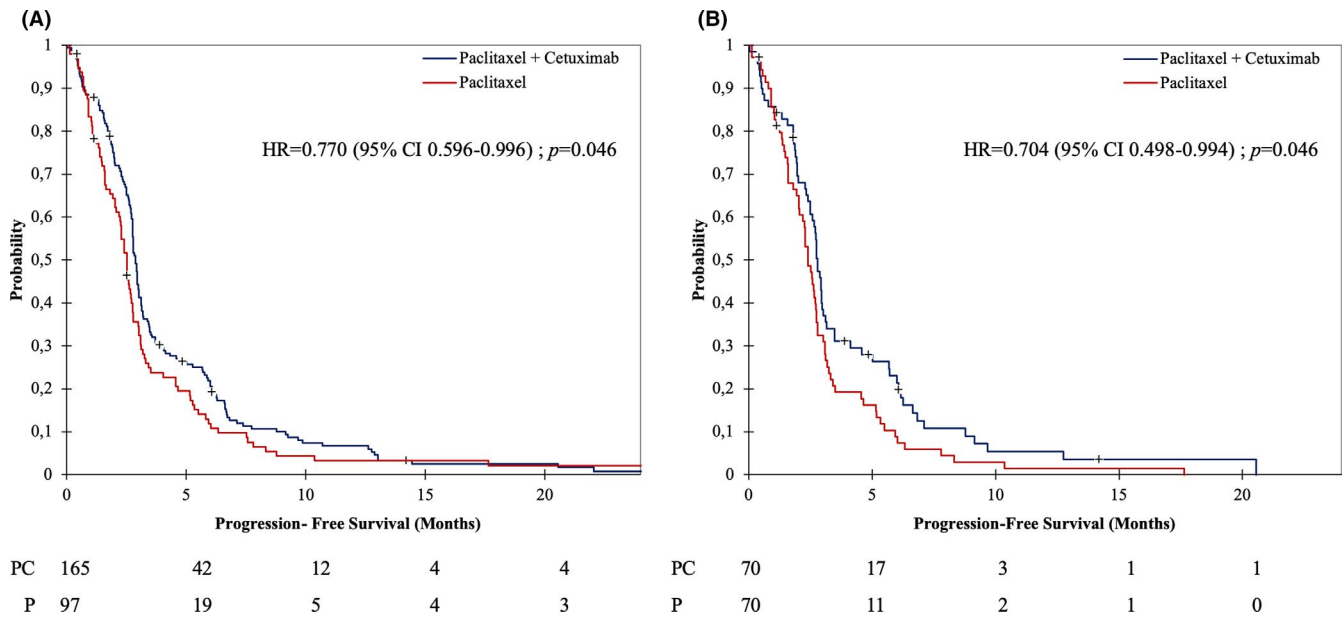 (A)
Paclitaxel + Cetuximab
Paclitaxel
HR=0.770 (95% CI 0.596-0.996) ; p=0.046
Probability
1
0,9
0,8
0,7
0,6
0,5
0,4
0,3
0,2
0,1
0
0 5 10 15 20
Progression- Free Survival (Months)
PC 165 42 12 4 4
P 97 19 5 4 3
(B)
Paclitaxel + Cetuximab
Paclitaxel
HR=0.704 (95% CI 0.498-0.994) ; p=0.046
Probability
1
0,9
0,8
0,7
0,6
0,5
0,4
0,3
0,2
0,1
0
0 5 10 15 20
Progression-Free Survival (Months)
PC 70 17 3 1 1
P 70 11 2 1 0